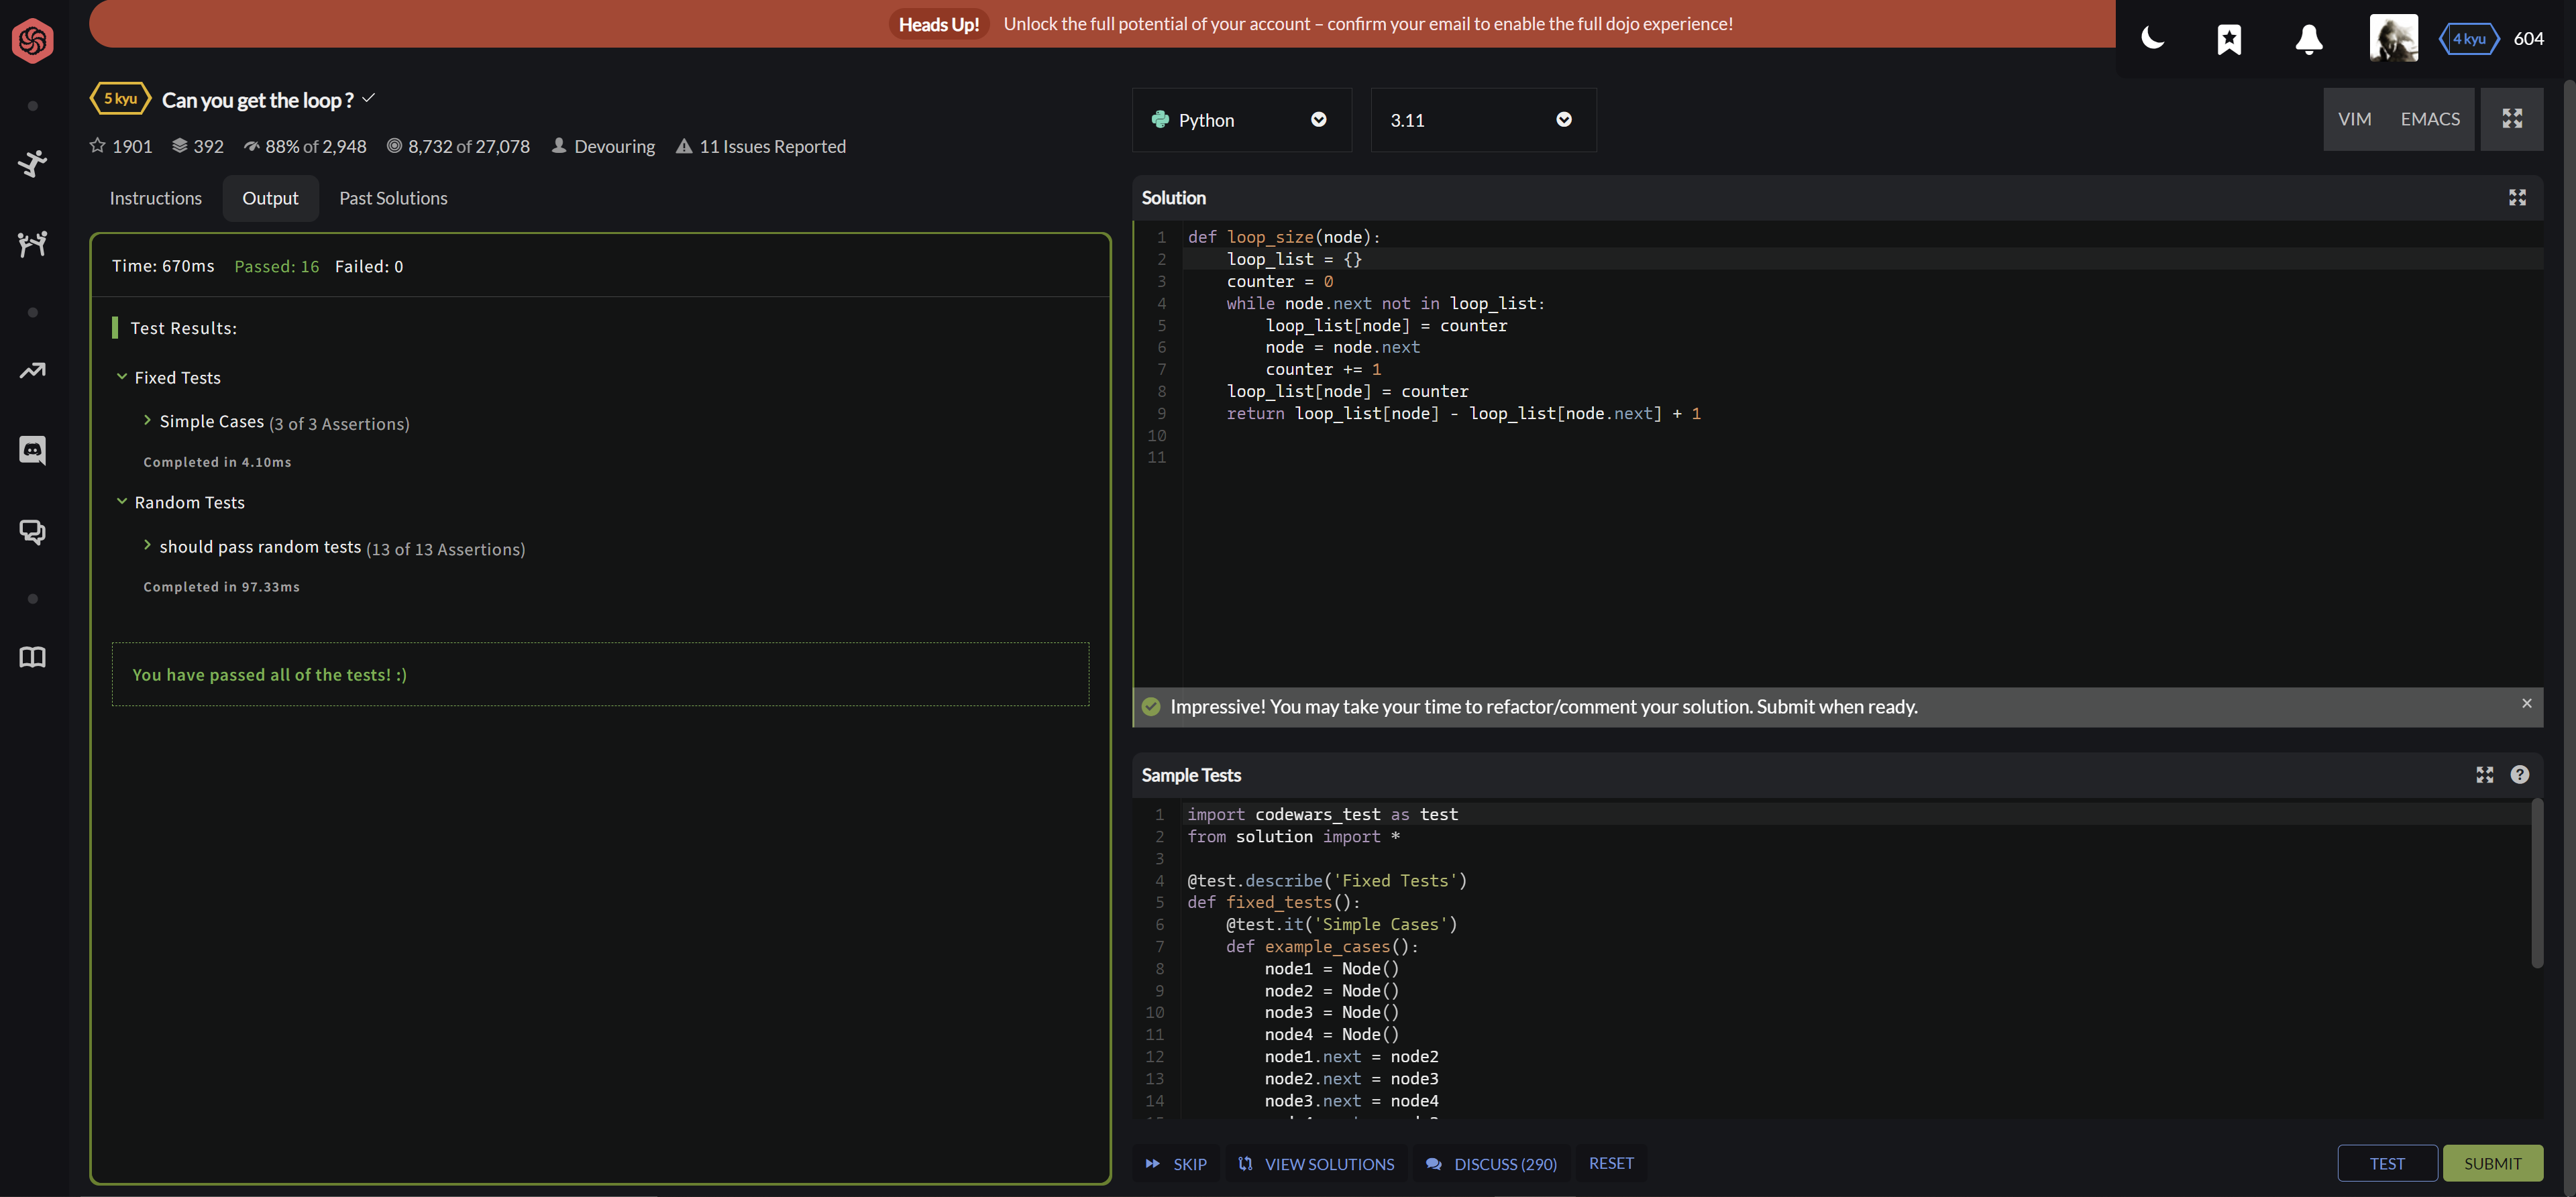 Heads Up! Unlock the full potential of your account – confirm your email to enable the full dojo experience!
4 kyu 604
5 kyu Can you get the loop ?
1901 392 88% of 2,948 8,732 of 27,078 Devouring 11 Issues Reported
Instructions Output Past Solutions
Time: 670ms Passed: 16 Failed: 0
Test Results:
Fixed Tests
Simple Cases (3 of 3 Assertions)
Completed in 4.10ms
Random Tests
should pass random tests (13 of 13 Assertions)
Completed in 97.33ms
You have passed all of the tests! :)
Python 3.11 VIM EMACS
Solution
1 def loop_size(node):
2     loop_list = {}
3     counter = 0
4     while node.next not in loop_list:
5         loop_list[node] = counter
6         node = node.next
7         counter += 1
8     loop_list[node] = counter
9     return loop_list[node] - loop_list[node.next] + 1
10
11
Impressive! You may take your time to refactor/comment your solution. Submit when ready.
Sample Tests
1 import codewars_test as test
2 from solution import *
3
4 @test.describe('Fixed Tests')
5 def fixed_tests():
6     @test.it('Simple Cases')
7     def example_cases():
8         node1 = Node()
9         node2 = Node()
10         node3 = Node()
11         node4 = Node()
12         node1.next = node2
13         node2.next = node3
14         node3.next = node4
SKIP VIEW SOLUTIONS DISCUSS (290) RESET TEST SUBMIT